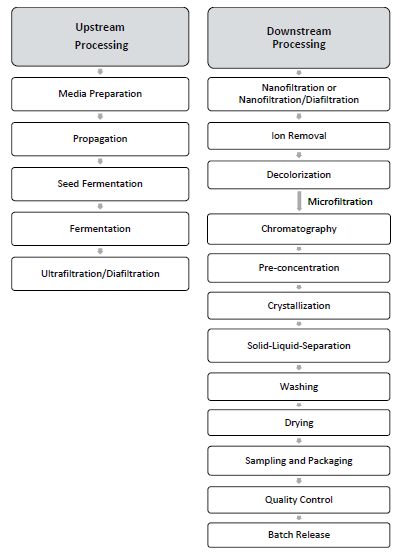 Upstream
Processing
Media Preparation
Propagation
Seed Fermentation
Fermentation
Ultrafiltration/Diafiltration
Downstream
Processing
Nanofiltration or
Nanofiltration/Diafiltration
Ion Removal
Decolorization
Microfiltration
Chromatography
Pre-concentration
Crystallization
Solid-Liquid-Separation
Washing
Drying
Sampling and Packaging
Quality Control
Batch Release